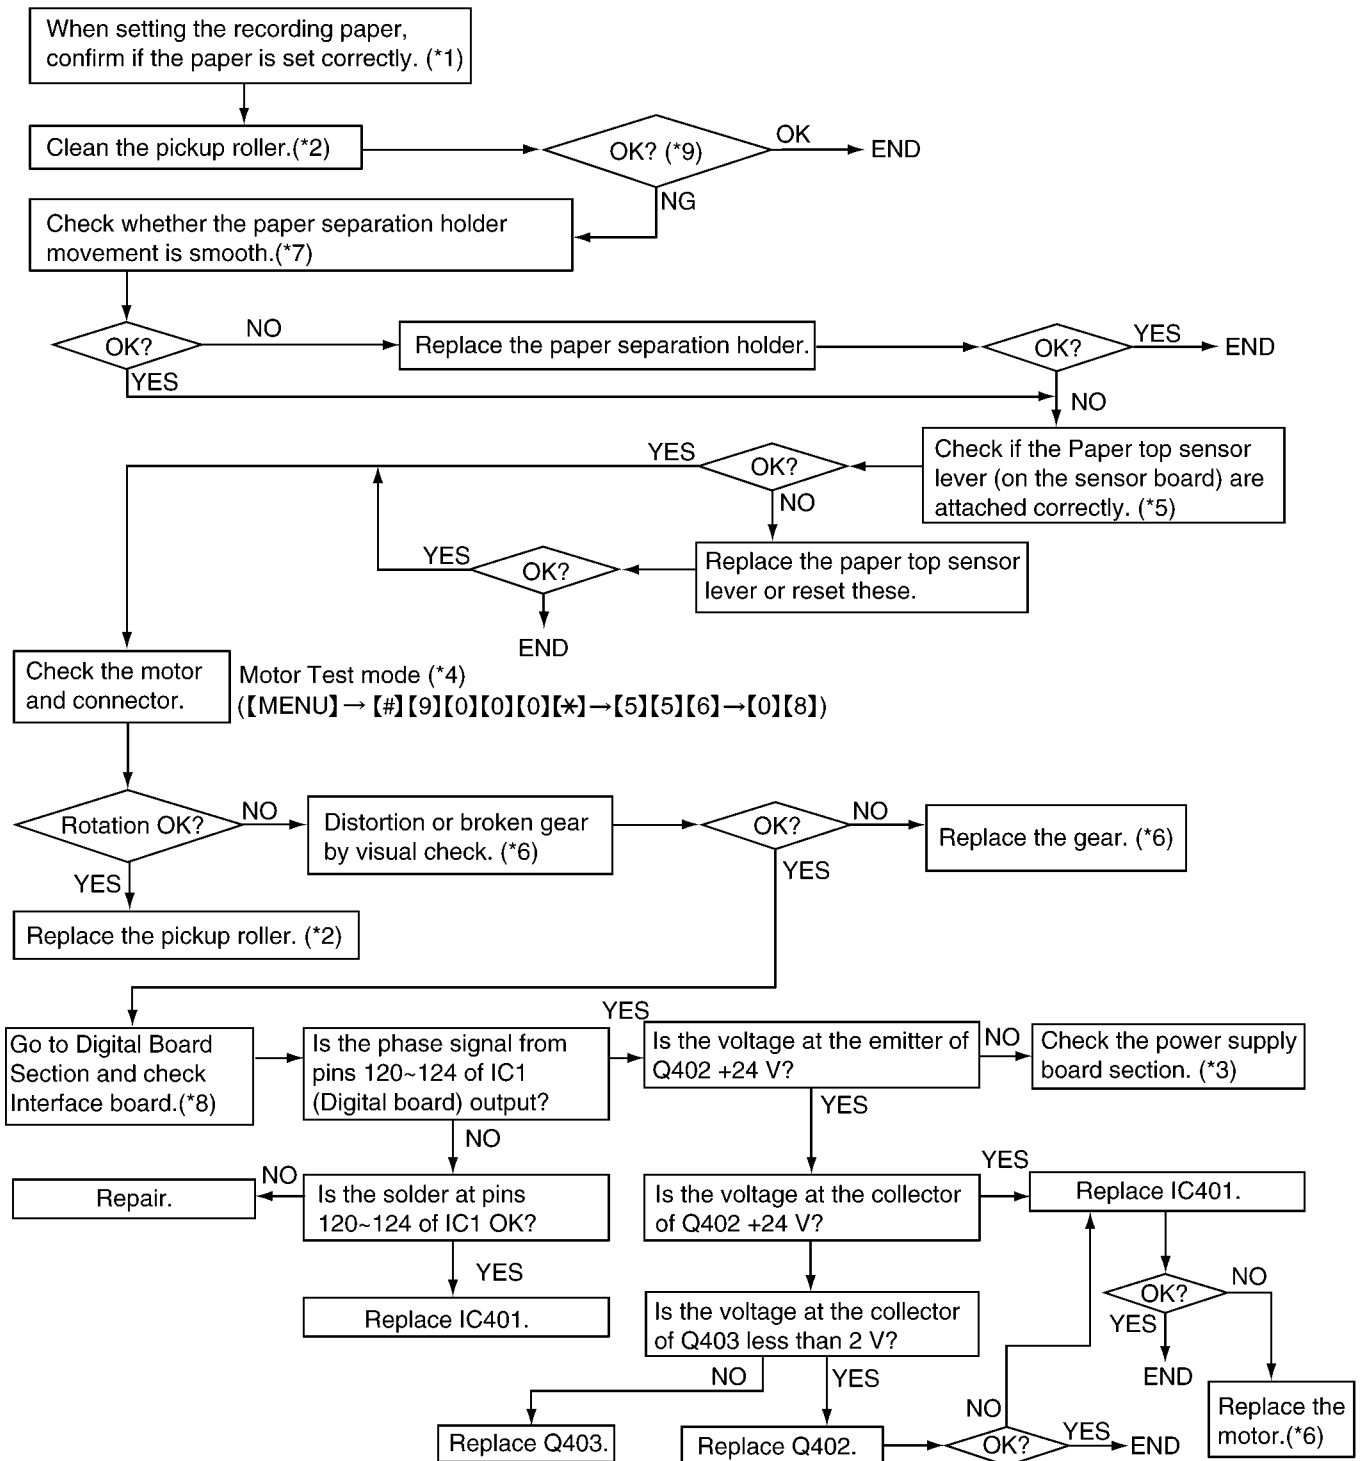 When setting the recording paper,
confirm if the paper is set correctly. (*1)
Clean the pickup roller.(*2)
OK? (*9)
OK
END
NG
Check whether the paper separation holder
movement is smooth.(*7)
OK?
NO
Replace the paper separation holder.
OK?
YES
END
YES
NO
Check if the Paper top sensor
lever (on the sensor board) are
attached correctly. (*5)
OK?
YES
NO
Replace the paper top sensor
lever or reset these.
OK?
YES
END
Check the motor
and connector.
Motor Test mode (*4)
(【MENU】→【#】【9】【0】【0】【0】【*】→【5】【5】【6】→【0】【8】)
Rotation OK?
NO
Distortion or broken gear
by visual check. (*6)
OK?
NO
Replace the gear. (*6)
YES
YES
Replace the pickup roller. (*2)
Go to Digital Board
Section and check
Interface board.(*8)
Is the phase signal from
pins 120~124 of IC1
(Digital board) output?
YES
Is the voltage at the emitter of
Q402 +24 V?
NO
Check the power supply
board section. (*3)
NO
YES
Is the solder at pins
120~124 of IC1 OK?
NO
Repair.
YES
Replace IC401.
Is the voltage at the collector
of Q402 +24 V?
YES
Replace IC401.
Is the voltage at the collector
of Q403 less than 2 V?
NO
YES
Replace Q403.
Replace Q402.
OK?
NO
YES
END
OK?
NO
YES
END
Replace the
motor.(*6)